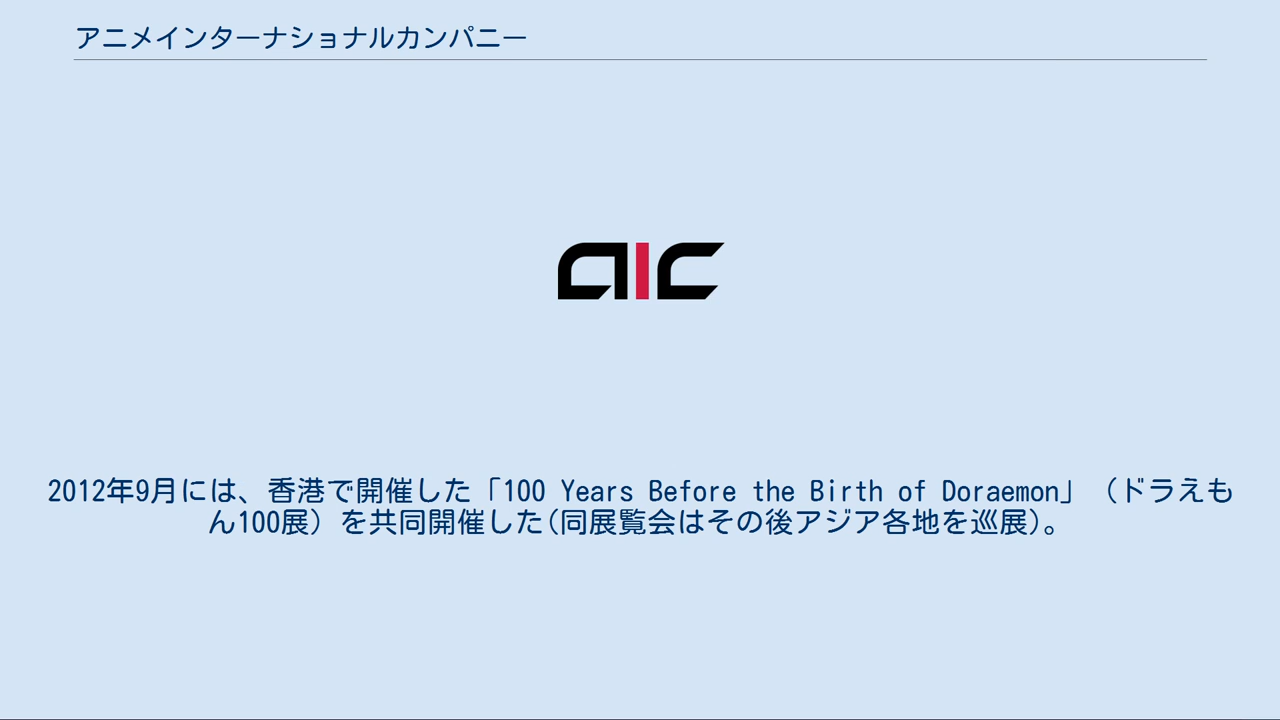 アニメインターナショナルカンパニー
aic
2012年9月には、香港で開催した「100 Years Before the Birth of Doraemon」（ドラえも
ん100展）を共同開催した(同展覧会はその後アジア各地を巡展)。